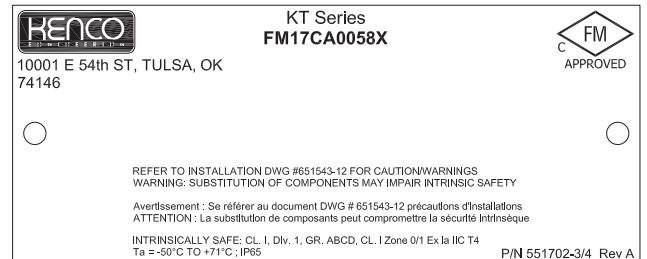 KENCO
ENGINEERING
KT Series
FM17CA0058X
C FM
APPROVED
10001 E 54th ST, TULSA, OK
74146
REFER TO INSTALLATION DWG #651543-12 FOR CAUTION/WARNINGS
WARNING: SUBSTITUTION OF COMPONENTS MAY IMPAIR INTRINSIC SAFETY
Avertissement : Se référer au document DWG # 651543-12 précautions d'Installations
ATTENTION : La substitution de composants peut compromettre la sécurité Intrinsèque
INTRINSICALLY SAFE: CL. I, Div. 1, GR. ABCD, CL. I Zone 0/1 Ex Ia IIC T4
Ta = -50°C TO +71°C ; IP65
P/N 551702-3/4 Rev A